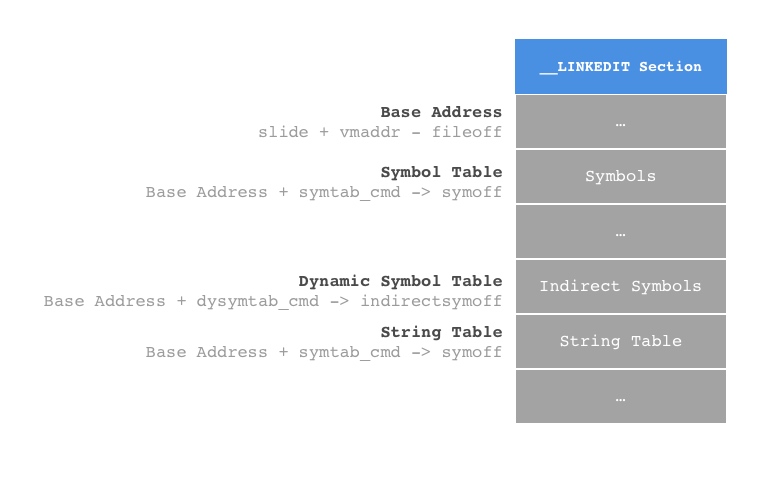 __LINKEDIT Section
Base Address
slide + vmaddr - fileoff
…
Symbol Table
Base Address + symtab_cmd -> symoff
Symbols
…
Dynamic Symbol Table
Base Address + dysymtab_cmd -> indirectsymoff
Indirect Symbols
String Table
Base Address + symtab_cmd -> symoff
String Table
…